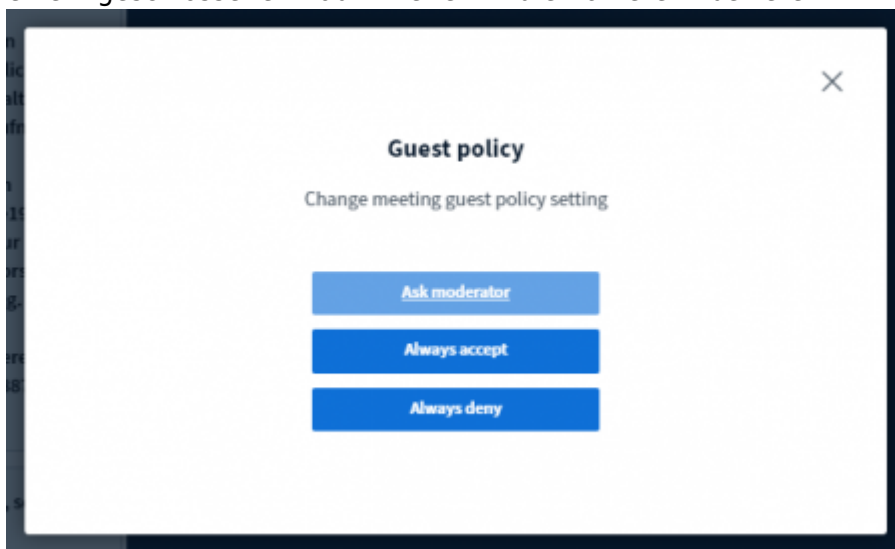 Guest policy
Change meeting guest policy setting
Ask moderator
Always accept
Always deny